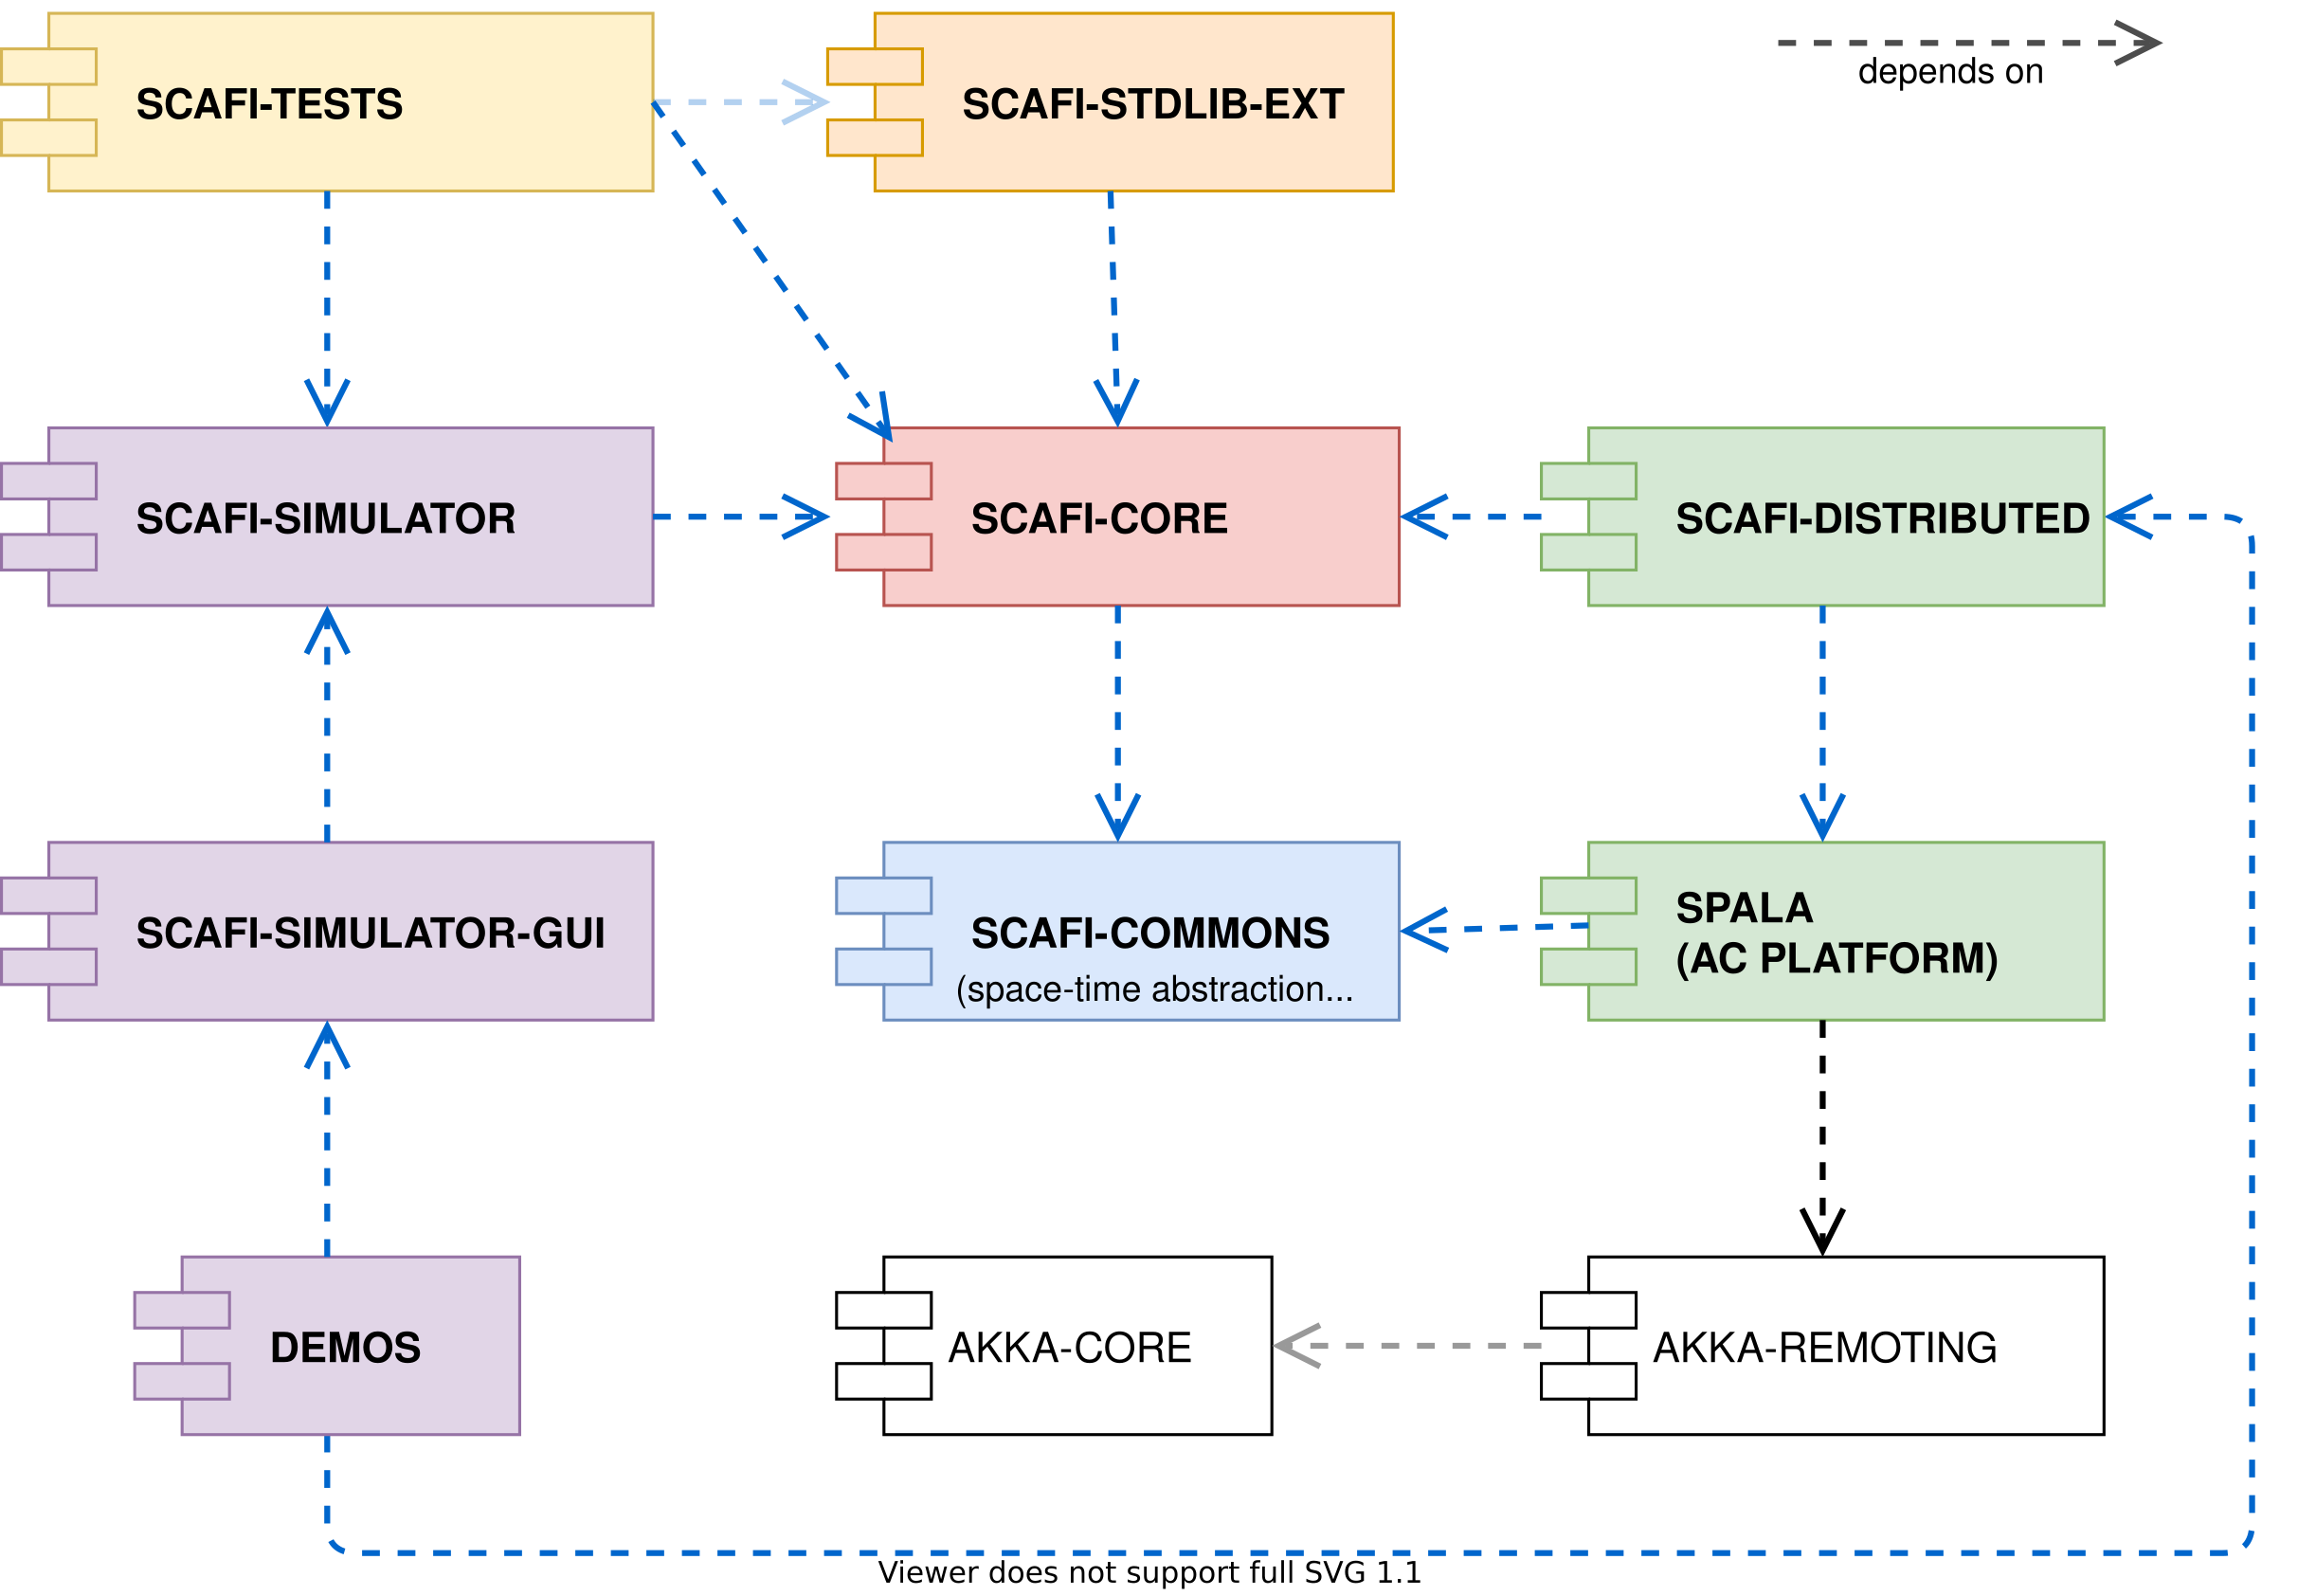 SCAFI-TESTS
SCAFI-STDLIB-EXT
depends on
SCAFI-SIMULATOR
SCAFI-CORE
SCAFI-DISTRIBUTED
SCAFI-SIMULATOR-GUI
SCAFI-COMMONS
(space-time abstraction...
SPALA
(AC PLATFORM)
DEMOS
AKKA-CORE
AKKA-REMOTING
Viewer does not support full SVG 1.1